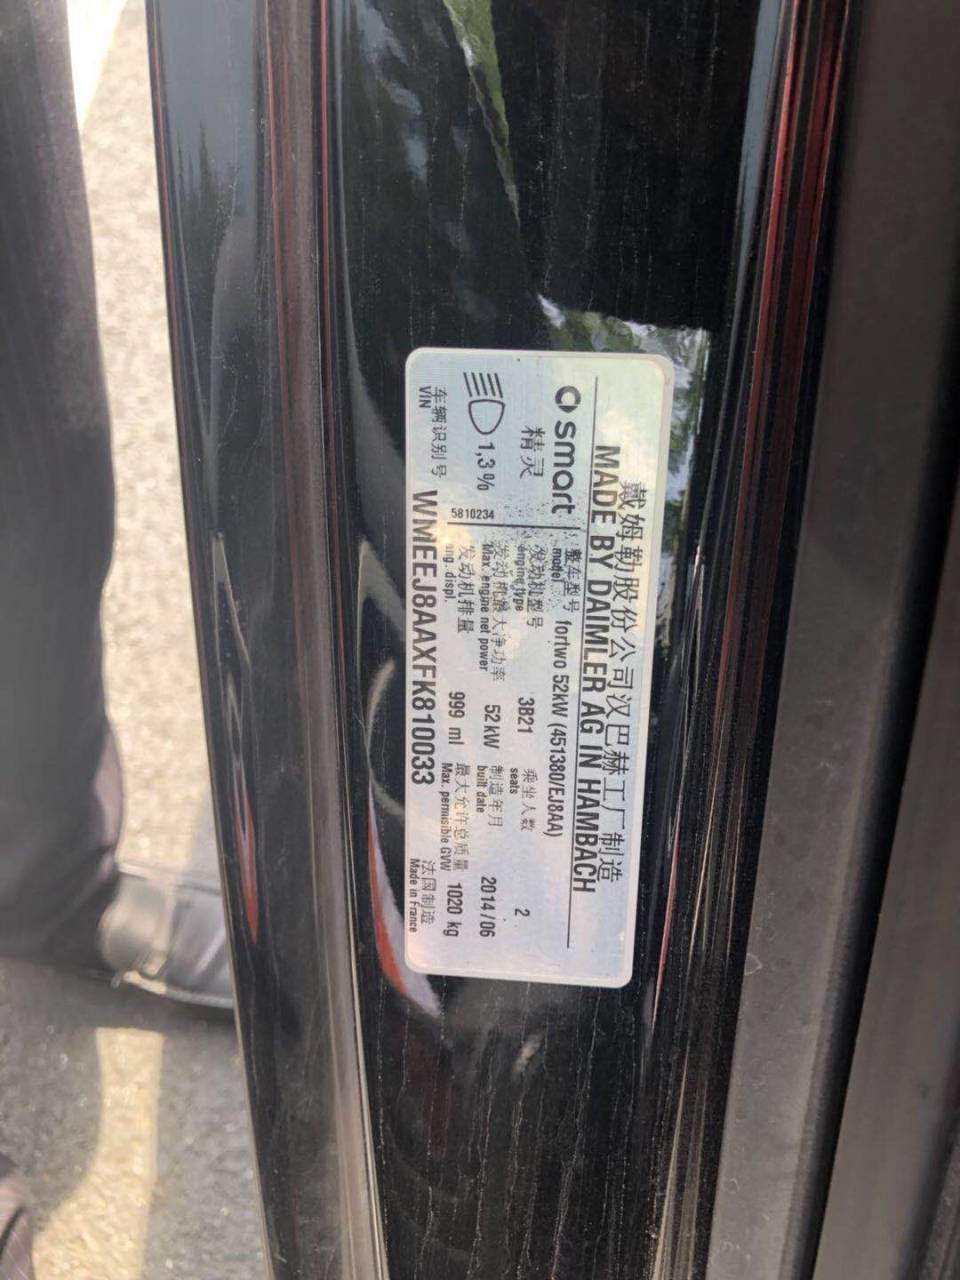 戴姆勒股份公司汉巴赫工厂制造
MADE BY DAIMLER AG IN HAMBACH
smart
精灵
1,3%
5810234
整车型号 fortwo 52kW (451380/EJ8AA)
model
发动机型号 3B21 乘坐人数 2
engine type seats
发动机最大净功率 52 kW 制造年月 2014/06
Max. engine net power built date
发动机排量 999 ml 最大允许总质量 1020 kg
eng. displ. Max. permisible GVW
车辆识别号 WMEEJ8AAXFK810033 法国制造
VIN Made in France